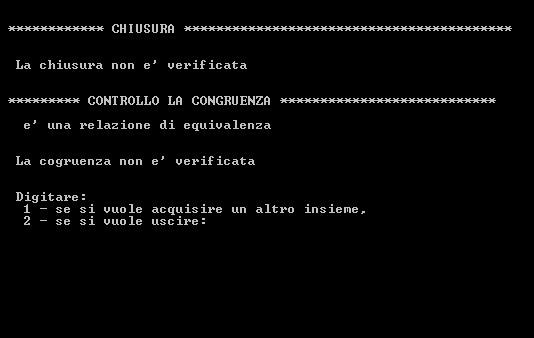 ************ CHIUSURA *****************************************
La chiusura non e' verificata
********* CONTROLLO LA CONGRUENZA ***************************
e' una relazione di equivalenza
La cogruenza non e' verificata
Digitare:
1 - se si vuole acquisire un altro insieme,
2 - se si vuole uscire: